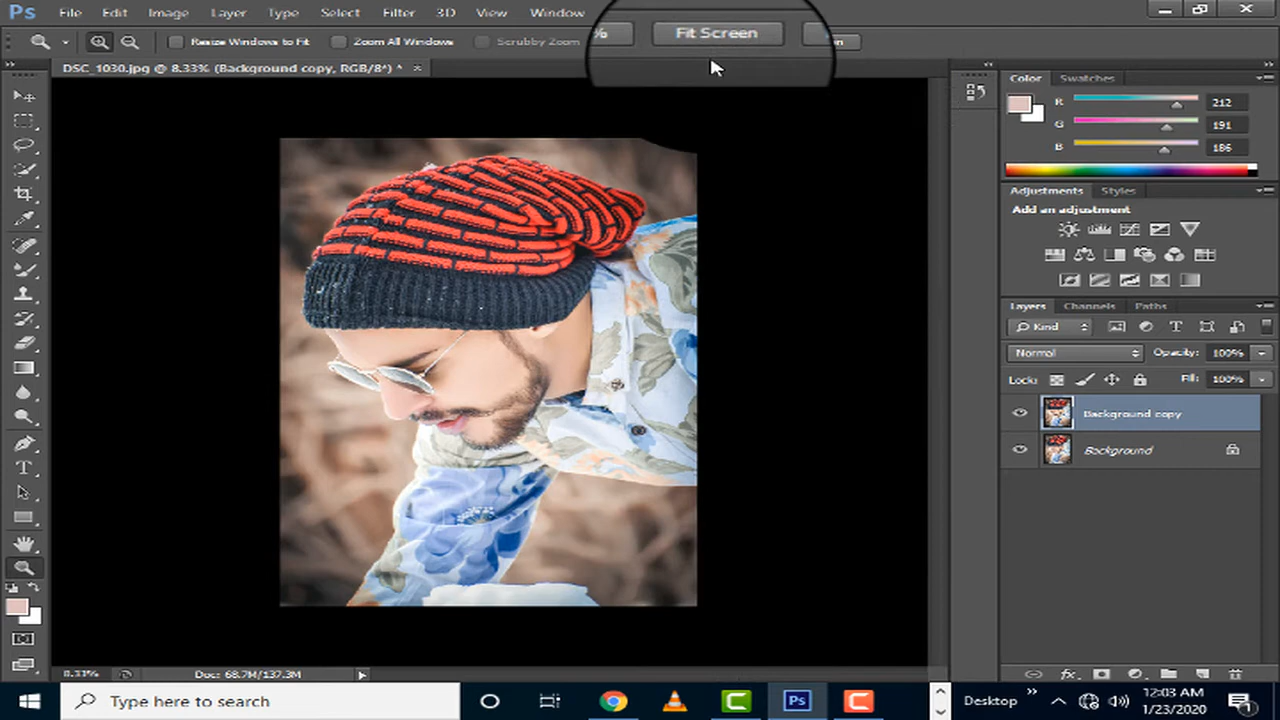 Ps File Edit Image Layer Type Select Filter 3D View Window
Resize Windows to Fit Zoom All Windows Scrubby Zoom % Fit Screen
DSC_1030.jpg @ 8.33% (Background copy, RGB/8*) * ×
Color Swatches
R 212
G 191
B 186
Adjustments Styles
Add an adjustment
Layers Channels Paths
Kind
Normal Opacity: 100%
Lock: Fill: 100%
Background copy
Background
8.33% Doc: 68.7M/137.3M
Type here to search
Ps
Desktop
12:03 AM
1/23/2020
1